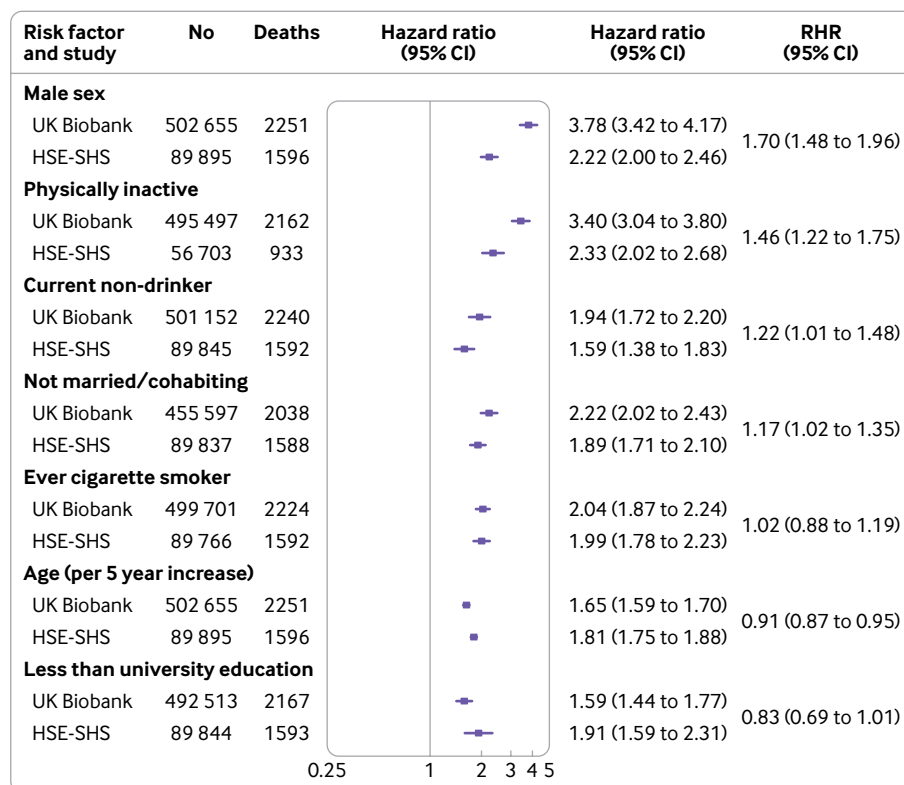 Risk factor and study No Deaths Hazard ratio (95% CI) Hazard ratio (95% CI) RHR (95% CI)
Male sex
UK Biobank 502 655 2251 3.78 (3.42 to 4.17)
1.70 (1.48 to 1.96)
HSE-SHS 89 895 1596 2.22 (2.00 to 2.46)
Physically inactive
UK Biobank 495 497 2162 3.40 (3.04 to 3.80)
1.46 (1.22 to 1.75)
HSE-SHS 56 703 933 2.33 (2.02 to 2.68)
Current non-drinker
UK Biobank 501 152 2240 1.94 (1.72 to 2.20)
1.22 (1.01 to 1.48)
HSE-SHS 89 845 1592 1.59 (1.38 to 1.83)
Not married/cohabiting
UK Biobank 455 597 2038 2.22 (2.02 to 2.43)
1.17 (1.02 to 1.35)
HSE-SHS 89 837 1588 1.89 (1.71 to 2.10)
Ever cigarette smoker
UK Biobank 499 701 2224 2.04 (1.87 to 2.24)
1.02 (0.88 to 1.19)
HSE-SHS 89 766 1592 1.99 (1.78 to 2.23)
Age (per 5 year increase)
UK Biobank 502 655 2251 1.65 (1.59 to 1.70)
0.91 (0.87 to 0.95)
HSE-SHS 89 895 1596 1.81 (1.75 to 1.88)
Less than university education
UK Biobank 492 513 2167 1.59 (1.44 to 1.77)
0.83 (0.69 to 1.01)
HSE-SHS 89 844 1593 1.91 (1.59 to 2.31)
0.25 1 2 3 4 5